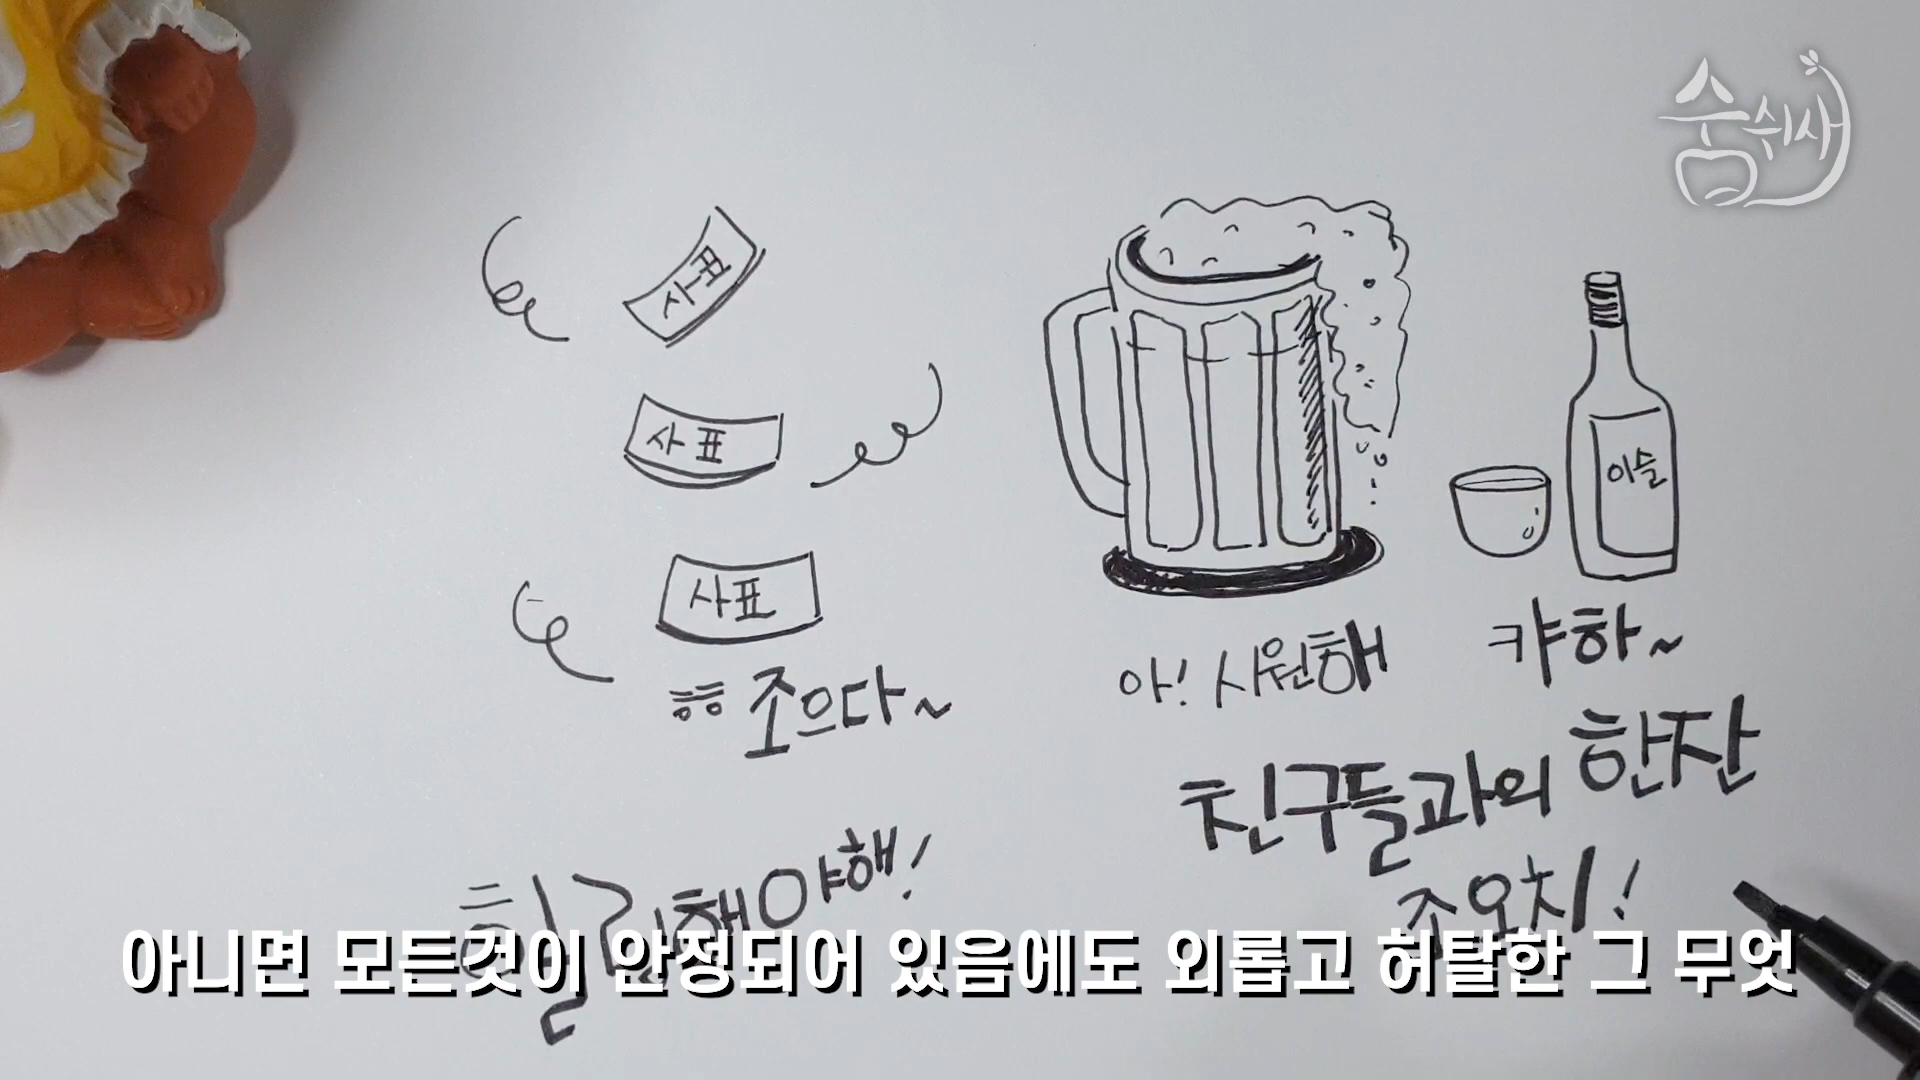 숨쉬새
사표
사표
이슬
사표
흐흐 조으다~
아! 시원해
캬하~
친구들과의 한잔
조오치!
힐링해야해!
아니면 모든것이 안정되어 있음에도 외롭고 허탈한 그 무엇